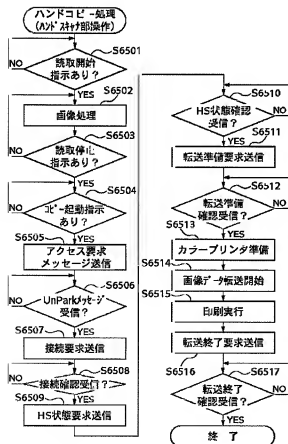 ハンドコピー処理
(ハンドスキャナ部操作)
S6501
読取開始
指示あり？
NO
YES
S6502
画像処理
S6503
読取停止
指示あり？
NO
YES
S6504
コピー起動指示
あり？
NO
YES
S6505
アクセス要求
メッセージ送信
S6506
UnParkメッセージ
受信？
NO
YES
S6507
接続要求送信
S6508
接続確認受信？
NO
YES
S6509
HS状態要求送信
S6510
HS状態確認
受信？
NO
YES
S6511
転送準備要求送信
S6512
転送準備
確認受信？
NO
YES
S6513
カラープリンタ準備
S6514
画像データ転送開始
S6515
印刷実行
転送終了要求送信
S6516
S6517
転送終了
確認受信？
NO
YES
終了